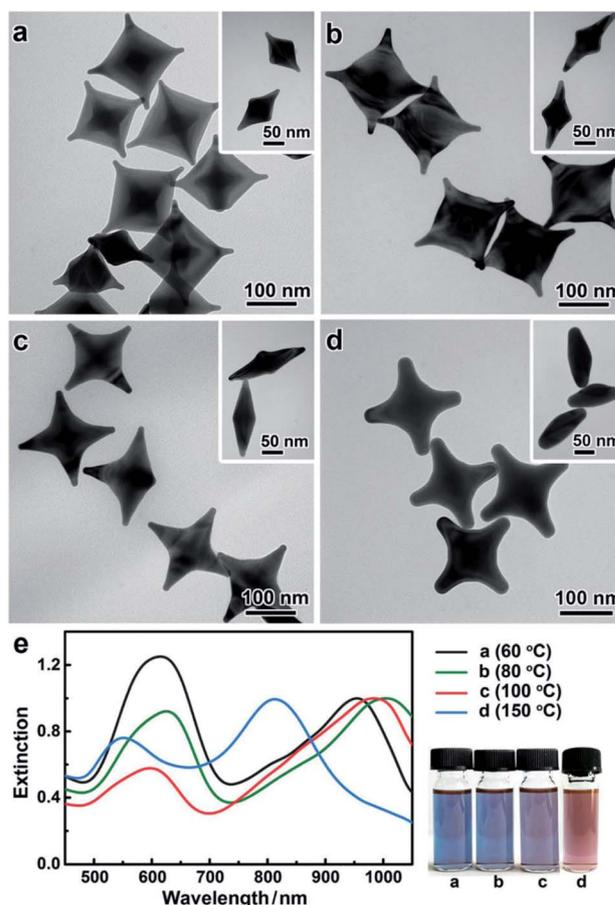 a
50 nm
100 nm
b
50 nm
100 nm
c
50 nm
100 nm
d
50 nm
100 nm
e
Extinction
1.2
0.8
0.4
0.0
500 600 700 800 900 1000
Wavelength/nm
a (60 °C)
b (80 °C)
c (100 °C)
d (150 °C)
a b c d